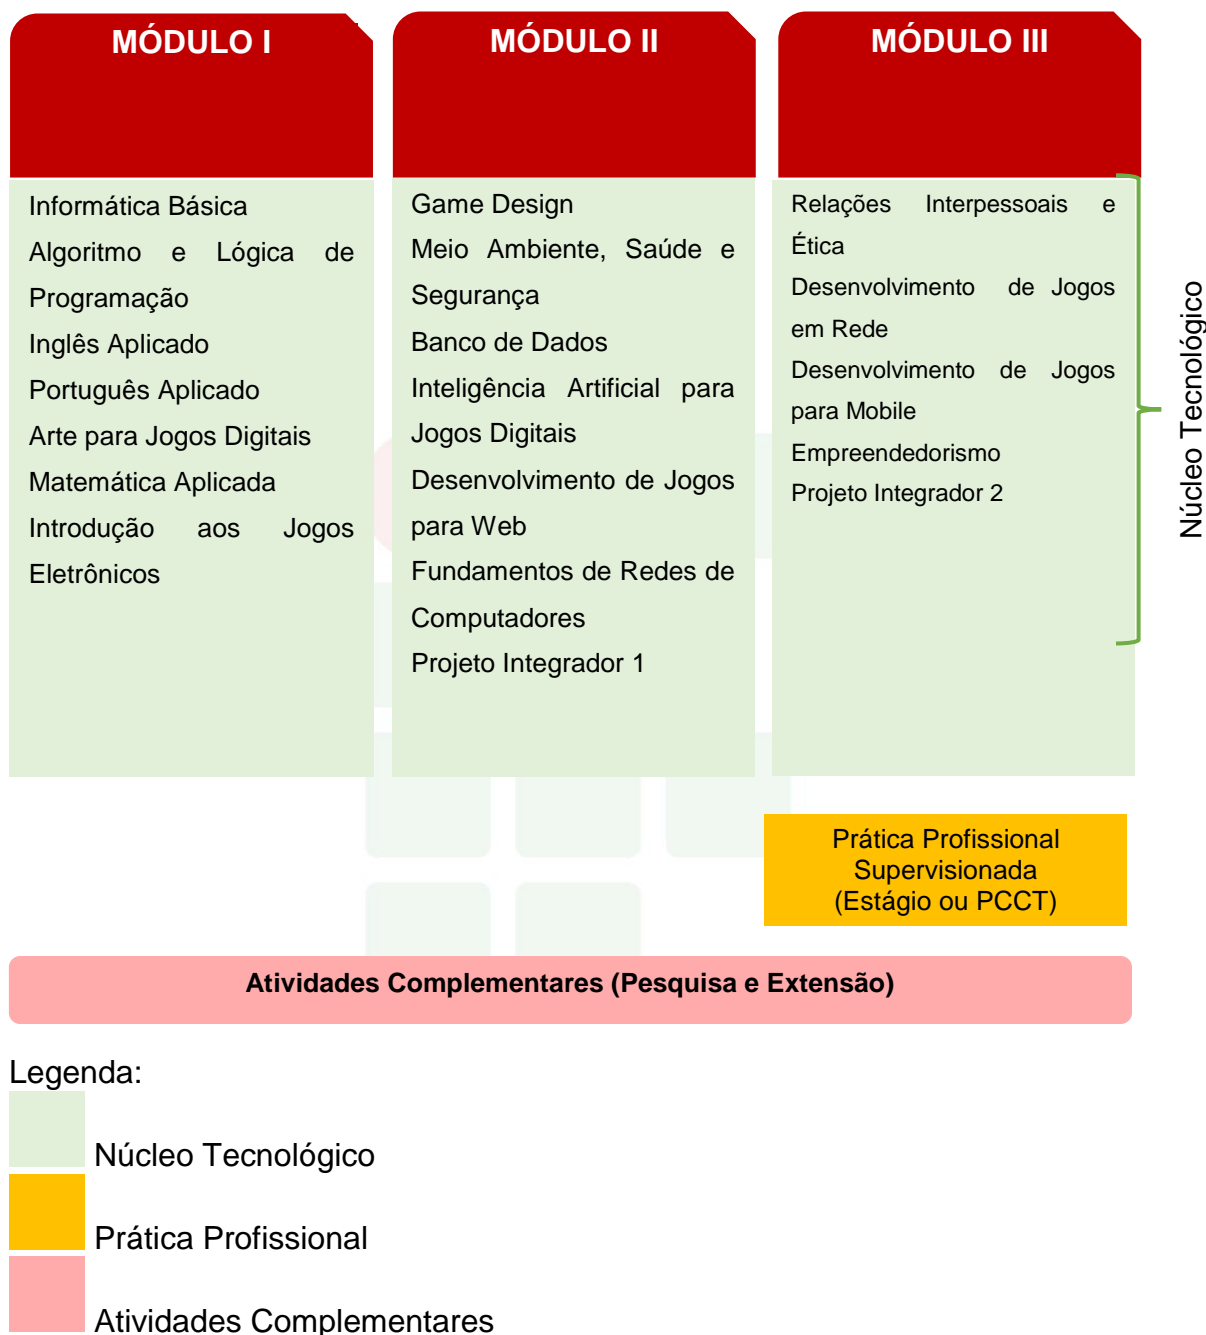 MÓDULO I
Informática Básica
Algoritmo e Lógica de
Programação
Inglês Aplicado
Português Aplicado
Arte para Jogos Digitais
Matemática Aplicada
Introdução aos Jogos
Eletrônicos
MÓDULO II
Game Design
Meio Ambiente, Saúde e
Segurança
Banco de Dados
Inteligência Artificial para
Jogos Digitais
Desenvolvimento de Jogos
para Web
Fundamentos de Redes de
Computadores
Projeto Integrador 1
MÓDULO III
Relações Interpessoais e
Ética
Desenvolvimento de Jogos
em Rede
Desenvolvimento de Jogos
para Mobile
Empreendedorismo
Projeto Integrador 2
Núcleo Tecnológico
Prática Profissional
Supervisionada
(Estágio ou PCCT)
Atividades Complementares (Pesquisa e Extensão)
Legenda:
Núcleo Tecnológico
Prática Profissional
Atividades Complementares